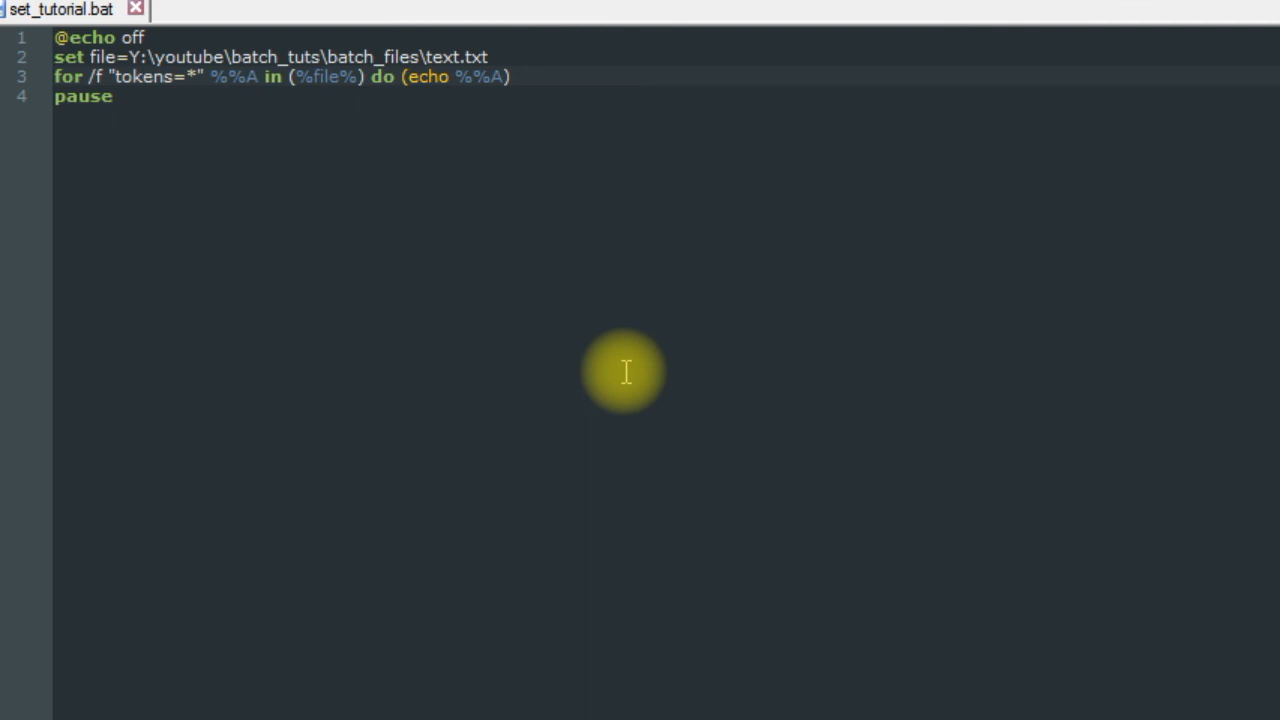 set_tutorial.bat
1 @echo off
2 set file=Y:\youtube\batch_tuts\batch_files\text.txt
3 for /f "tokens=*" %%A in (%file%) do (echo %%A)
4 pause